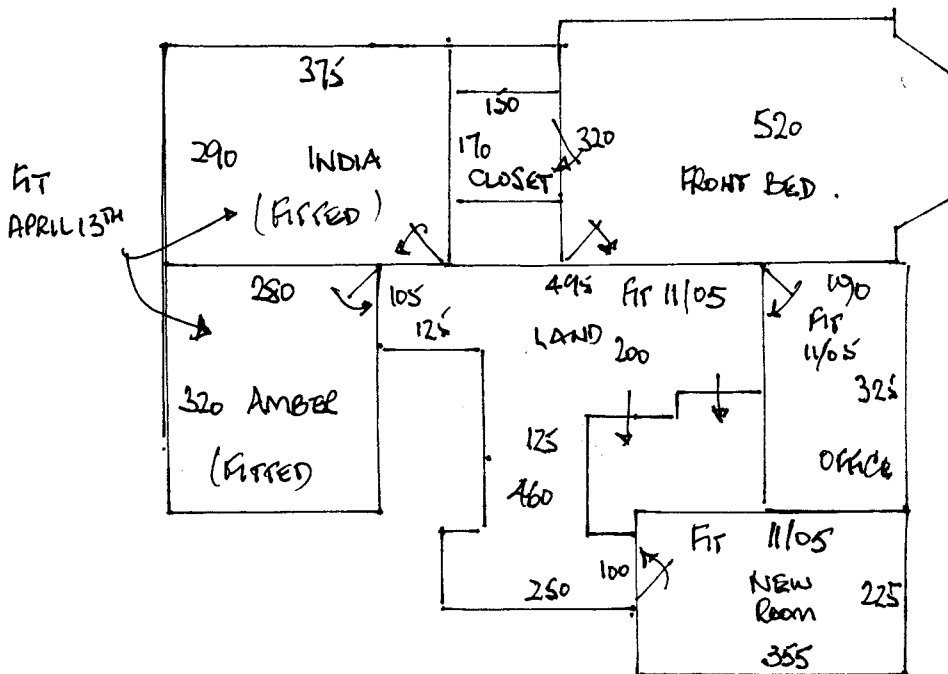 375
150
520
290 INDIA
170
320
CLOSET
FRONT BED.
FIT
APRIL 13TH
(FITTED)
280
105
495 FIT 11/05
190
FIT
11/05
125
LAND
200
325
320 AMBER
(FITTED
125
460
OFFICE
FIT 11/05
100
250
NEW
ROOM
225
355